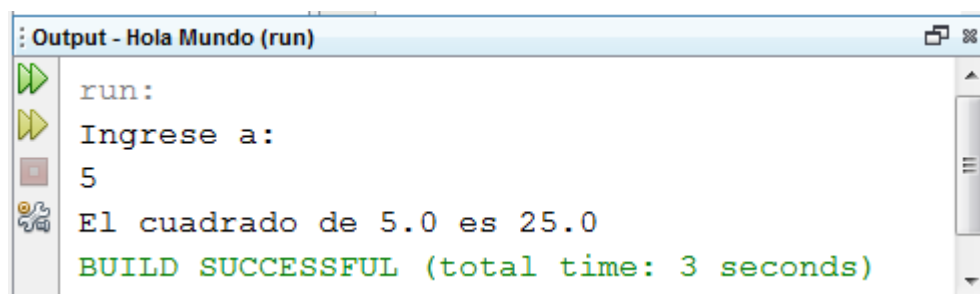 Output - Hola Mundo (run)
run:
Ingrese a:
5
El cuadrado de 5.0 es 25.0
BUILD SUCCESSFUL (total time: 3 seconds)